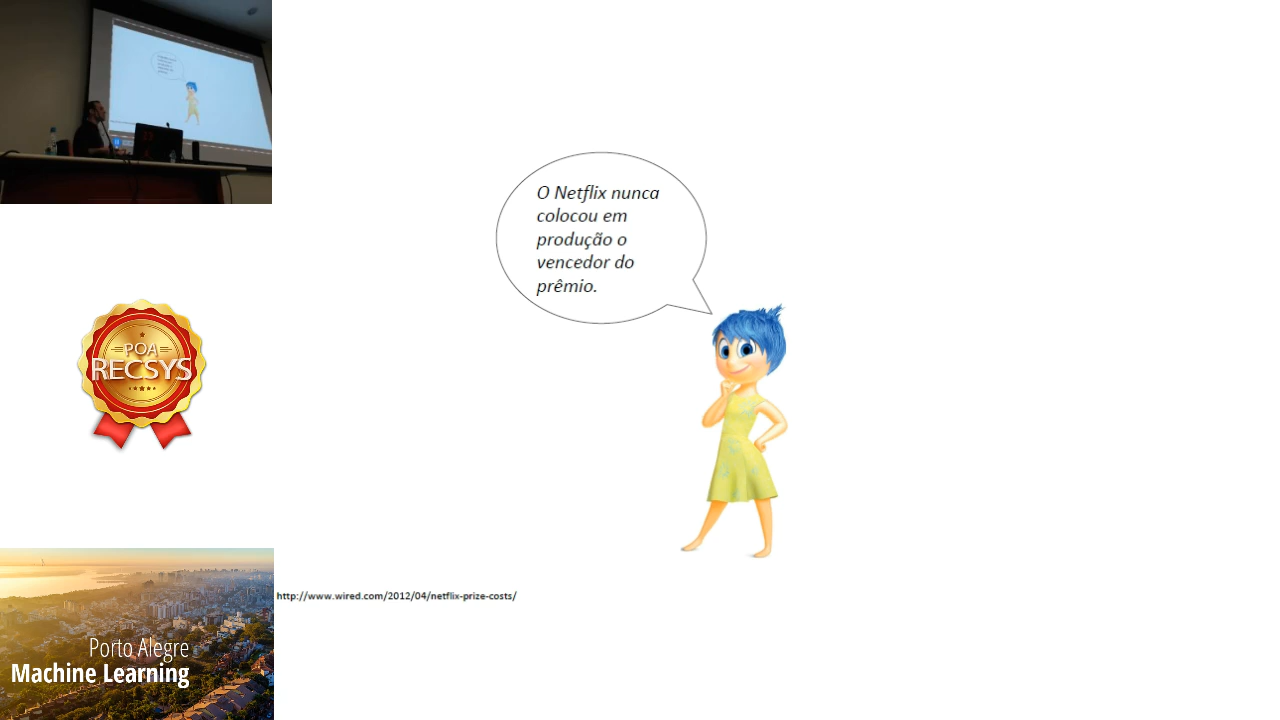 O Netflix nunca
colocou em
produção o
vencedor do
prêmio.
POA
RECSYS
http://www.wired.com/2012/04/netflix-prize-costs/
Porto Alegre
Machine Learning